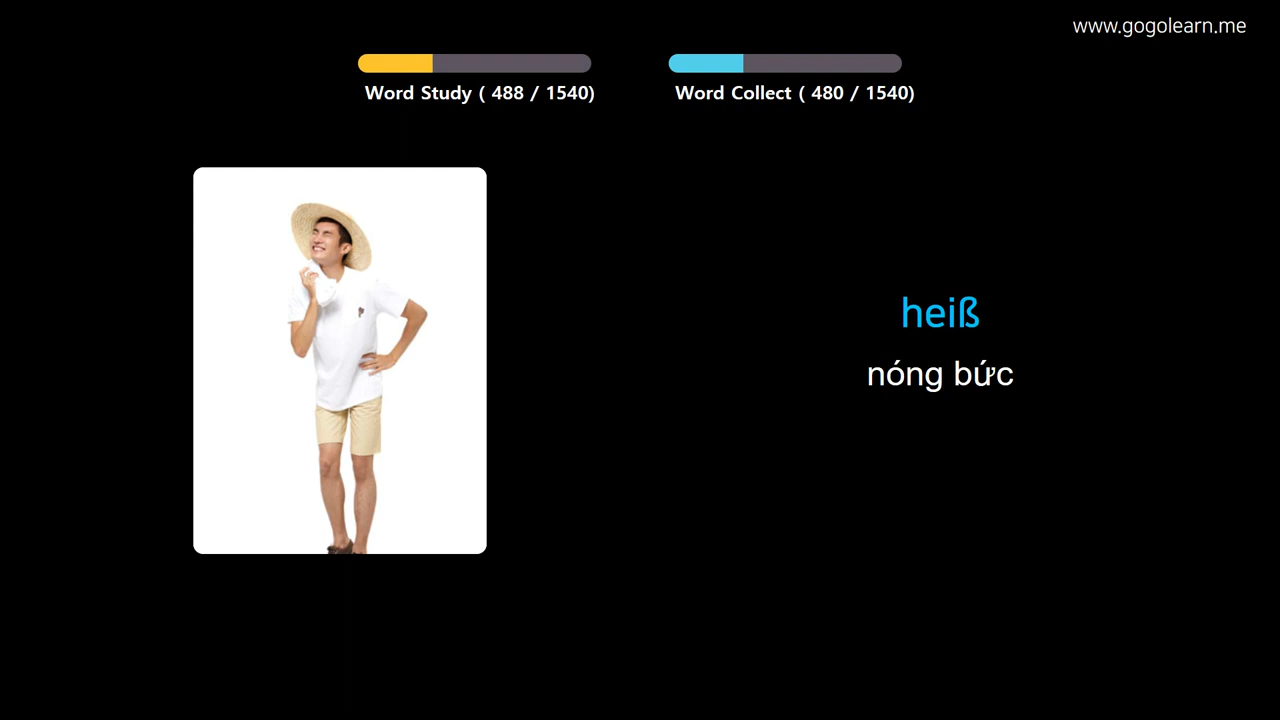 www.gogolearn.me
Word Study ( 488 / 1540)
Word Collect ( 480 / 1540)
heiß
nóng bức